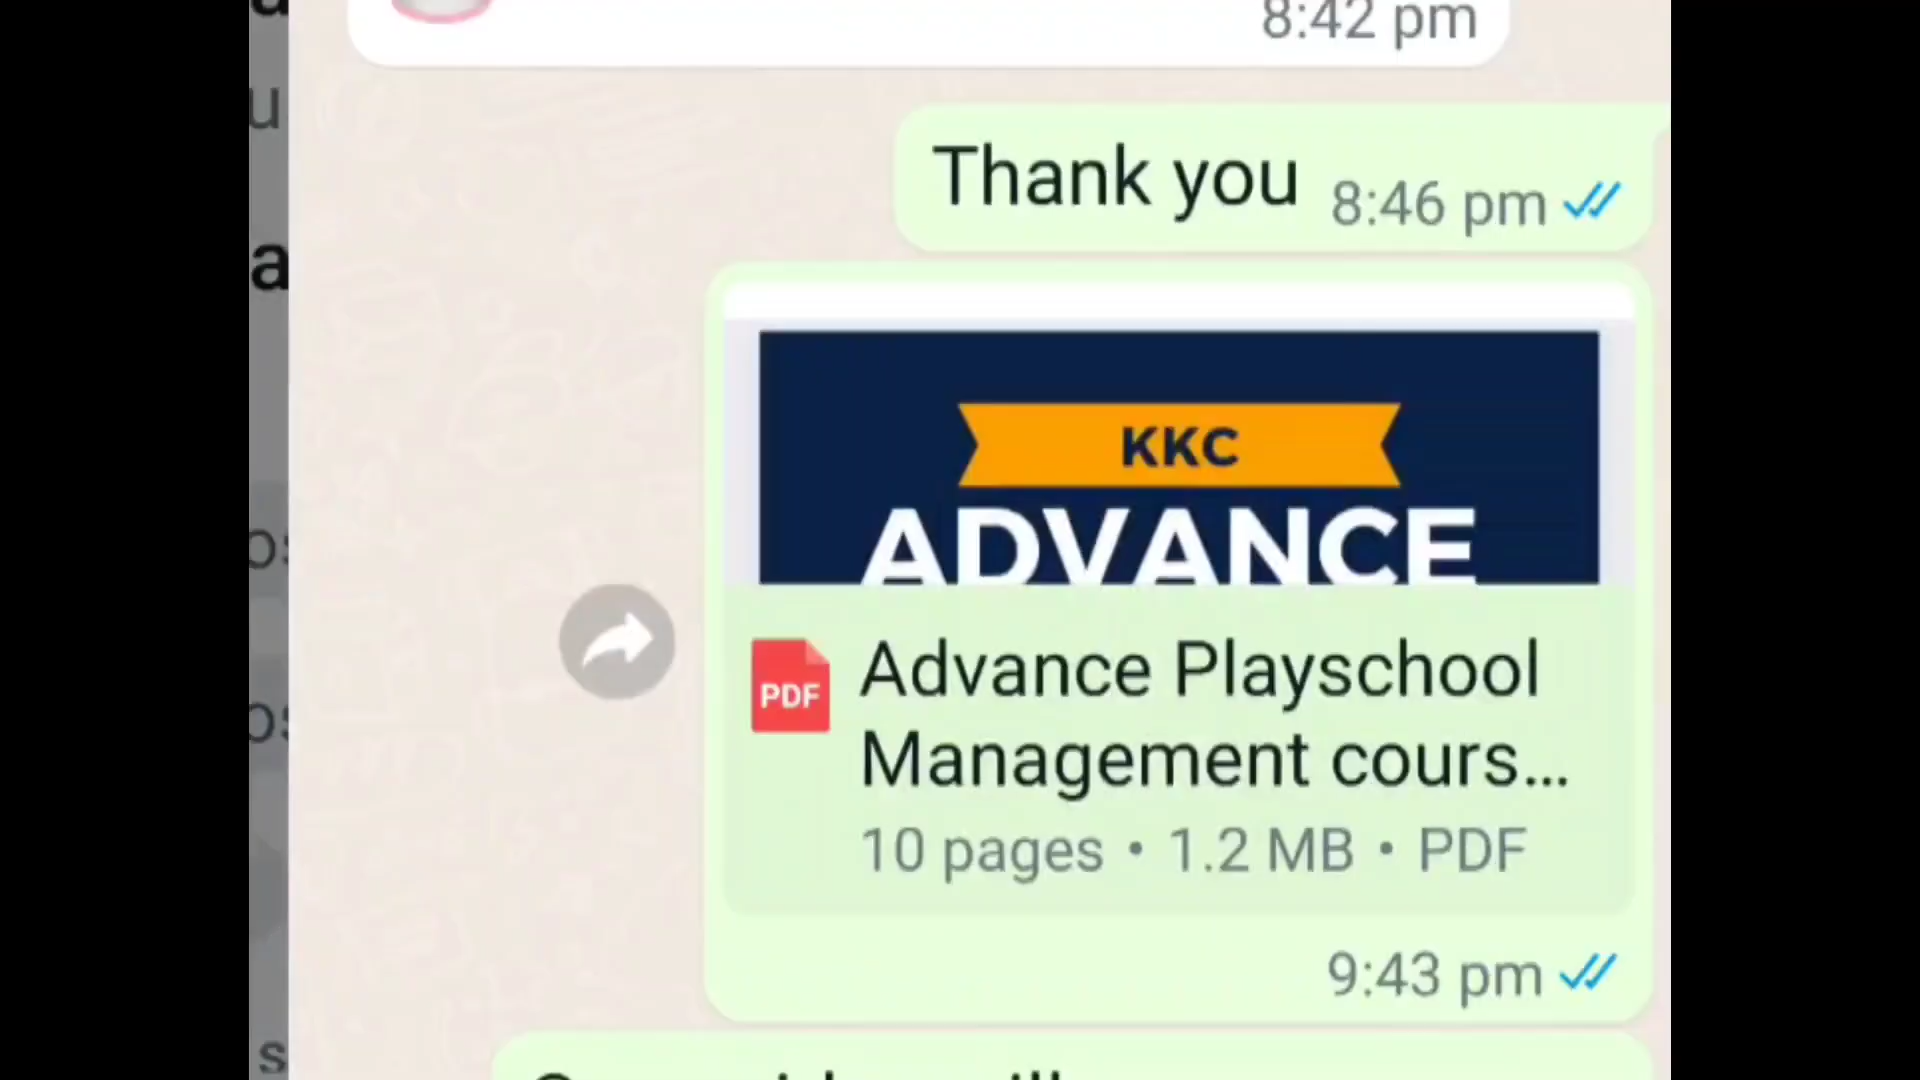 8:42 pm
Thank you 8:46 pm
KKC
ADVANCE
PDF
Advance Playschool
Management cours...
10 pages • 1.2 MB • PDF
9:43 pm